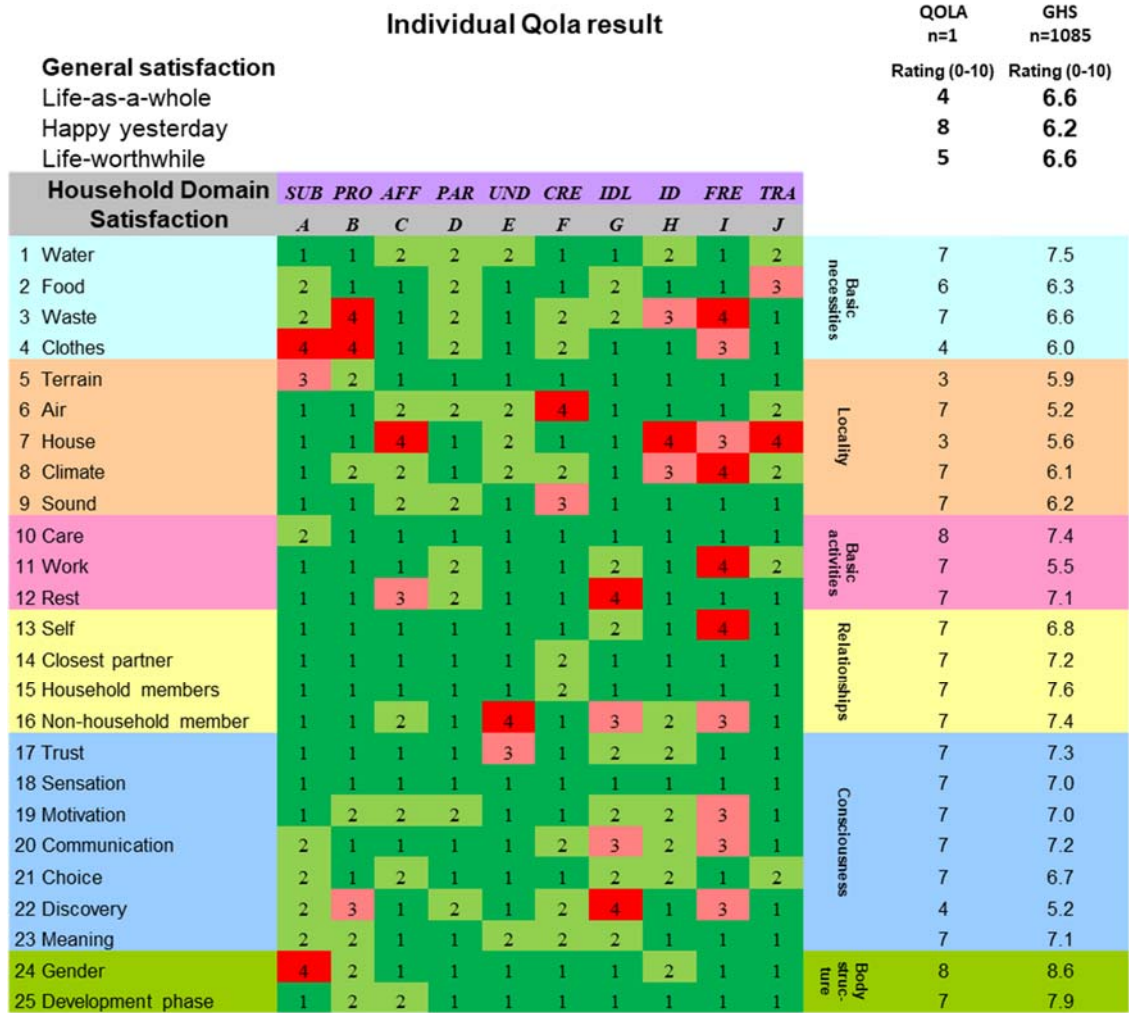 Individual Qola result
QOLA GHS
n=1 n=1085
General satisfaction Rating (0-10) Rating (0-10)
Life-as-a-whole 4 6.6
Happy yesterday 8 6.2
Life-worthwhile 5 6.6
Household Domain SUB PRO AFF PAR UND CRE IDL ID FRE TRA
Satisfaction A B C D E F G H I J
Basic necessities
1 Water 1 1 2 2 2 1 1 2 1 2 7 7.5
2 Food 2 1 1 2 1 1 2 1 1 3 6 6.3
3 Waste 2 4 1 2 1 2 2 3 4 1 7 6.6
4 Clothes 4 4 1 2 1 2 1 1 3 1 4 6.0
Locality
5 Terrain 3 2 1 1 1 1 1 1 1 1 3 5.9
6 Air 1 1 2 2 2 4 1 1 1 2 7 5.2
7 House 1 1 4 1 2 1 1 4 3 4 3 5.6
8 Climate 1 2 2 1 2 2 1 3 4 2 7 6.1
9 Sound 1 1 2 2 1 3 1 1 1 1 7 6.2
Basic activities
10 Care 2 1 1 1 1 1 1 1 1 1 8 7.4
11 Work 1 1 1 2 1 1 2 1 4 2 7 5.5
12 Rest 1 1 3 2 1 1 4 1 1 1 7 7.1
Relationships
13 Self 1 1 1 1 1 1 2 1 4 1 7 6.8
14 Closest partner 1 1 1 1 1 2 1 1 1 1 7 7.2
15 Household members 1 1 1 1 1 2 1 1 1 1 7 7.6
16 Non-household member 1 1 2 1 4 1 3 2 3 1 7 7.4
Consciousness
17 Trust 1 1 1 1 3 1 2 2 1 1 7 7.3
18 Sensation 1 1 1 1 1 1 1 1 1 1 7 7.0
19 Motivation 1 2 2 2 1 1 2 2 3 1 7 7.0
20 Communication 2 1 1 1 1 2 3 2 3 1 7 7.2
21 Choice 2 1 2 1 1 1 2 2 1 2 7 6.7
22 Discovery 2 3 1 2 1 2 4 1 3 1 4 5.2
23 Meaning 2 2 1 1 2 2 2 1 1 1 7 7.1
Body struc-ture
24 Gender 4 2 1 1 1 1 1 2 1 1 8 8.6
25 Development phase 1 2 2 1 1 1 1 1 1 1 7 7.9